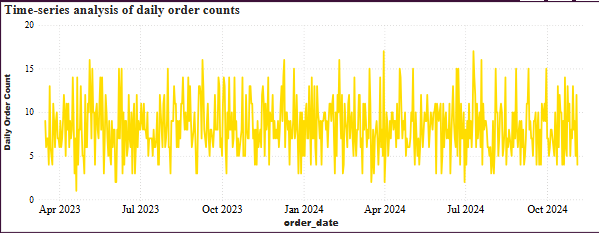 Time-series analysis of daily order counts
20
15
10
5
0
Daily Order Count
Apr 2023 Jul 2023 Oct 2023 Jan 2024 Apr 2024 Jul 2024 Oct 2024
order_date